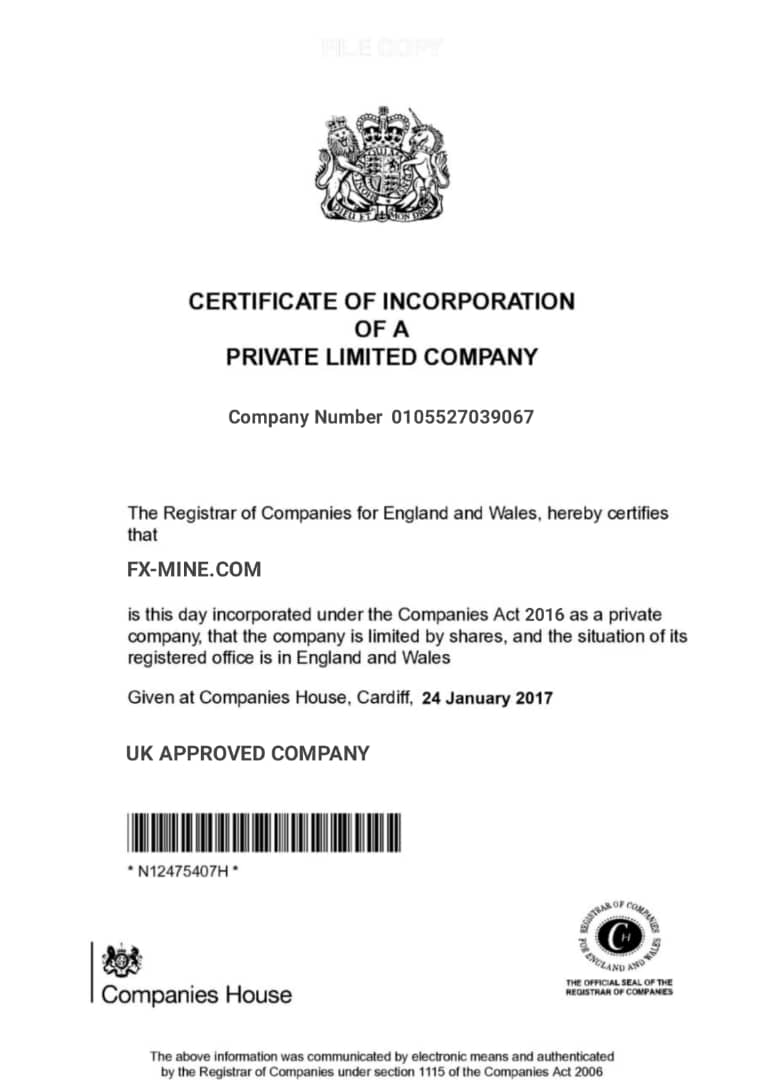 FILE COPY
DIEU ET MON DROIT
CERTIFICATE OF INCORPORATION
OF A
PRIVATE LIMITED COMPANY
Company Number 0105527039067
The Registrar of Companies for England and Wales, hereby certifies
that
FX-MINE.COM
is this day incorporated under the Companies Act 2016 as a private
company, that the company is limited by shares, and the situation of its
registered office is in England and Wales
Given at Companies House, Cardiff, 24 January 2017
UK APPROVED COMPANY
* N12475407H *
Companies House
REGISTRAR OF COMPANIES
FOR ENGLAND AND WALES
CH
THE OFFICIAL SEAL OF THE
REGISTRAR OF COMPANIES
The above information was communicated by electronic means and authenticated
by the Registrar of Companies under section 1115 of the Companies Act 2006